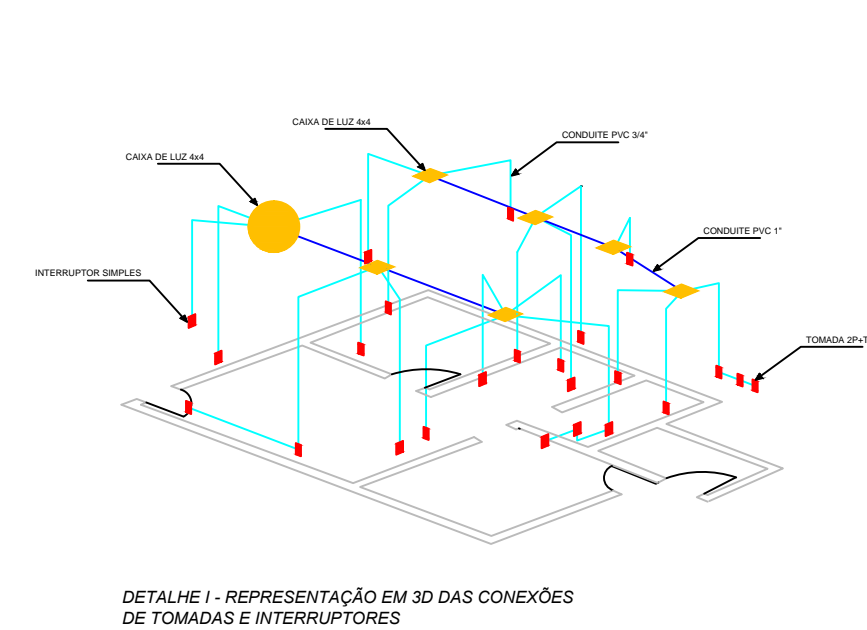 CAIXA DE LUZ 4x4
CONDUITE PVC 3/4"
CAIXA DE LUZ 4x4
CONDUITE PVC 1"
INTERRUPTOR SIMPLES
TOMADA 2P+T
DETALHE I - REPRESENTAÇÃO EM 3D DAS CONEXÕES
DE TOMADAS E INTERRUPTORES